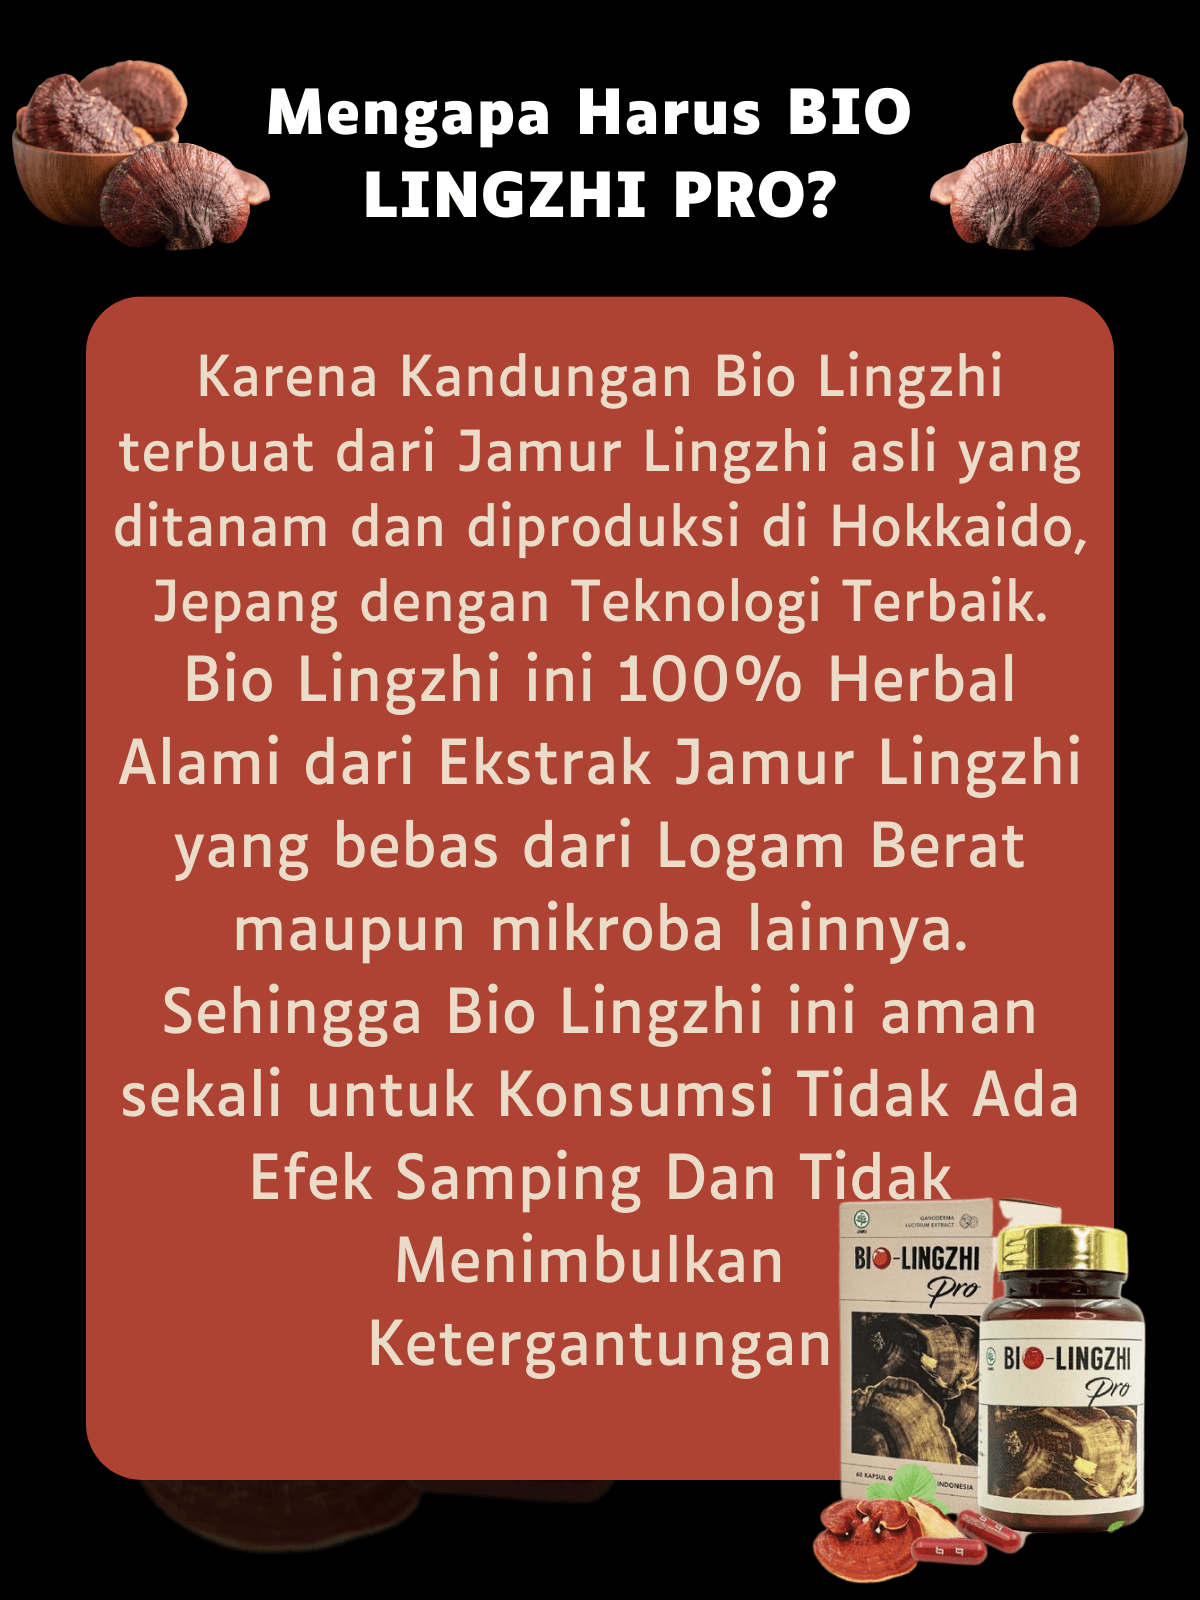 Mengapa Harus BIO
LINGZHI PRO?
Karena Kandungan Bio Lingzhi
terbuat dari Jamur Lingzhi asli yang
ditanam dan diproduksi di Hokkaido,
Jepang dengan Teknologi Terbaik.
Bio Lingzhi ini 100% Herbal
Alami dari Ekstrak Jamur Lingzhi
yang bebas dari Logam Berat
maupun mikroba lainnya.
Sehingga Bio Lingzhi ini aman
sekali untuk Konsumsi Tidak Ada
Efek Samping Dan Tidak
Menimbulkan
Ketergantungan
JAMU
GANODERMA
LUCIDIUM EXTRACT
BIO-LINGZHI
Pro
60 KAPSUL
INDONESIA
BIO-LINGZHI
Pro